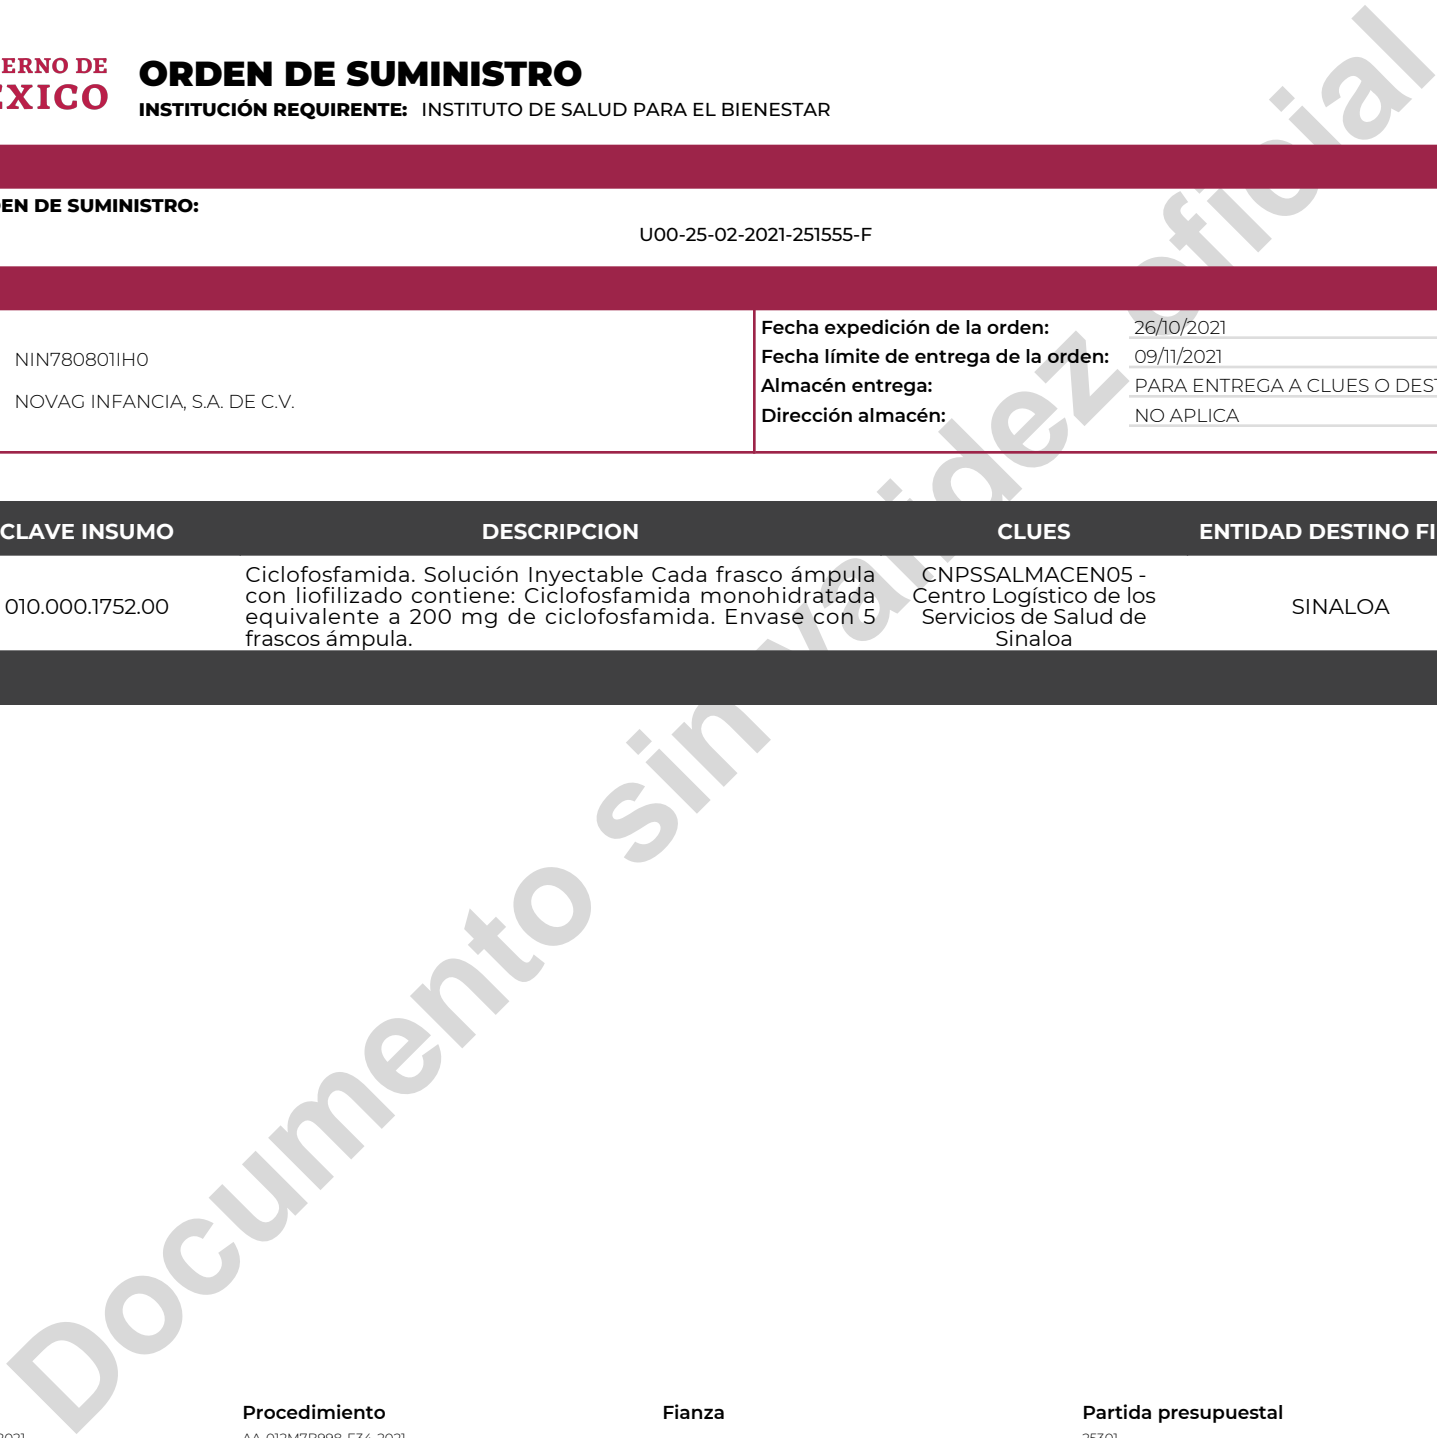 ERNO DE
EXICO
ORDEN DE SUMINISTRO
INSTITUCIÓN REQUIRENTE: INSTITUTO DE SALUD PARA EL BIENESTAR
EN DE SUMINISTRO:
U00-25-02-2021-251555-F
NIN780801IH0
NOVAG INFANCIA, S.A. DE C.V.
Fecha expedición de la orden: 26/10/2021
Fecha límite de entrega de la orden: 09/11/2021
Almacén entrega: PARA ENTREGA A CLUES O DEST
Dirección almacén: NO APLICA
CLAVE INSUMO DESCRIPCION CLUES ENTIDAD DESTINO FI
010.000.1752.00
Ciclofosfamida. Solución Inyectable Cada frasco ámpula
con liofilizado contiene: Ciclofosfamida monohidratada
equivalente a 200 mg de ciclofosfamida. Envase con 5
frascos ámpula.
CNPSSALMACEN05 -
Centro Logístico de los
Servicios de Salud de
Sinaloa
SINALOA
Documento sin validez oficial
Procedimiento Fianza Partida presupuestal